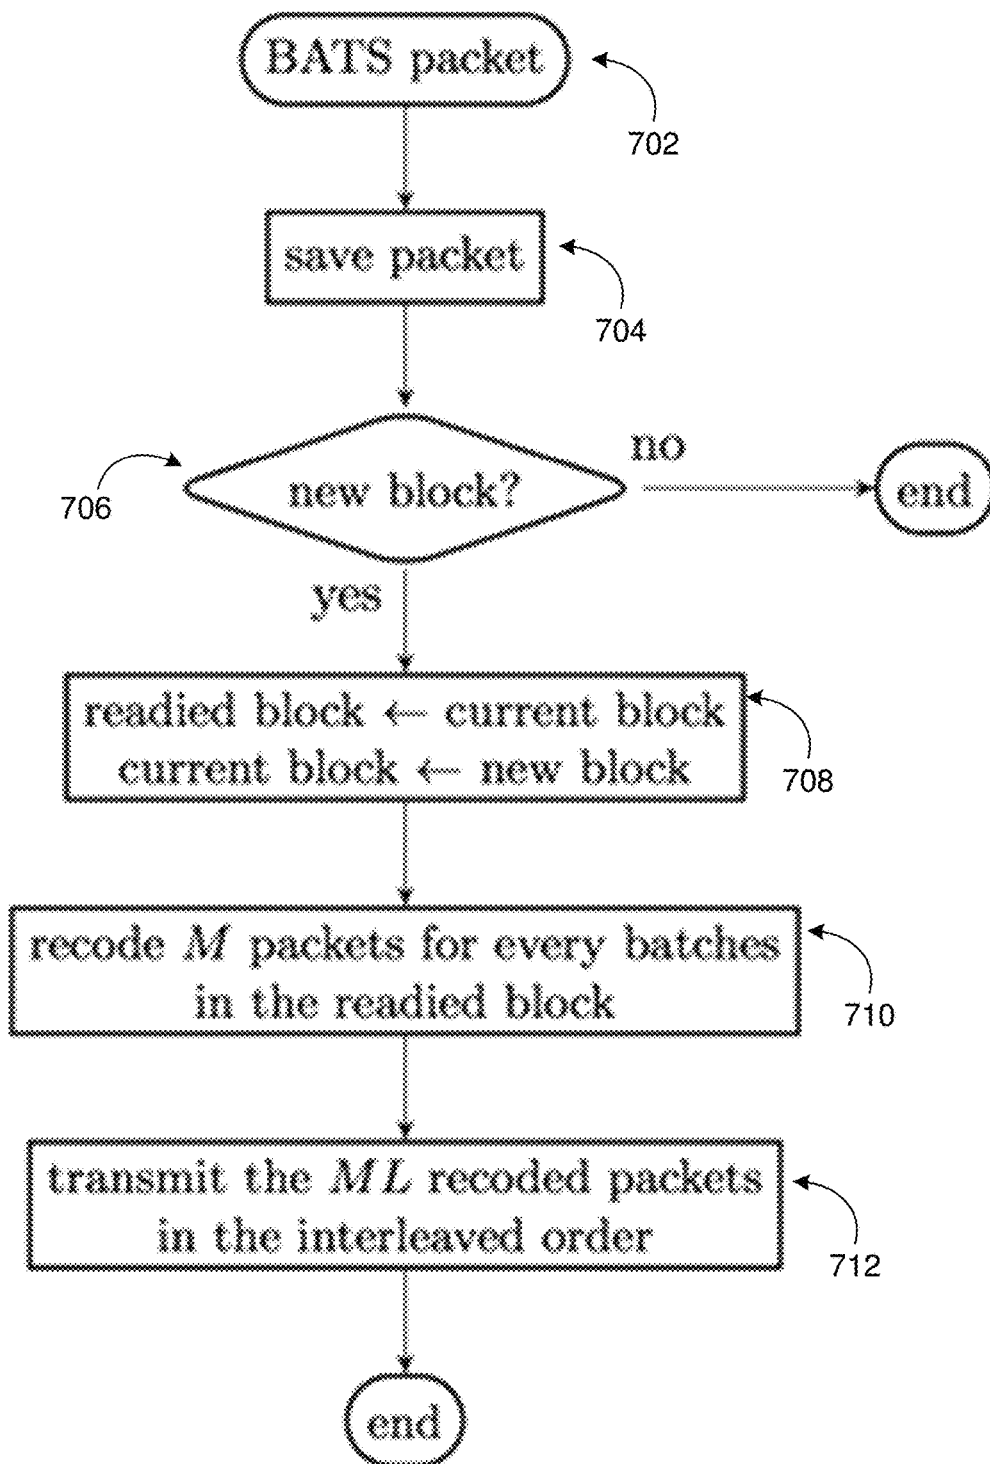 BATS packet
702
save packet
704
no
706
new block?
end
yes
readied block ← current block
current block ← new block
708
recode M packets for every batches
in the readied block
710
transmit the ML recoded packets
in the interleaved order
712
end